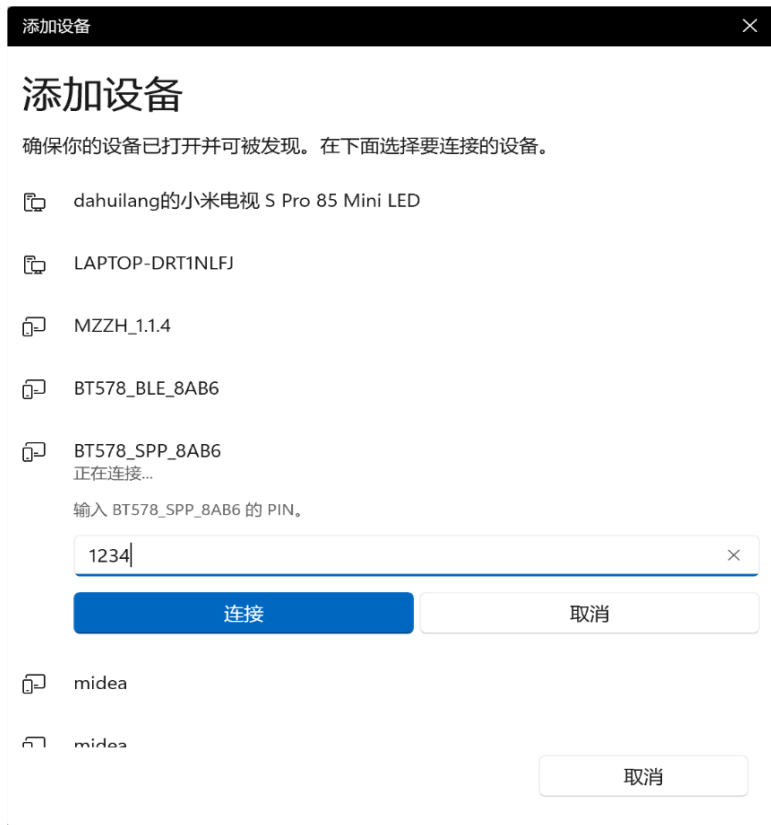 添加设备
添加设备
确保你的设备已打开并可被发现。在下面选择要连接的设备。
dahuilang的小米电视 S Pro 85 Mini LED
LAPTOP-DRT1NLFJ
MZZH_1.1.4
BT578_BLE_8AB6
BT578_SPP_8AB6
正在连接...
输入 BT578_SPP_8AB6 的 PIN。
1234
连接 取消
midea
midea
取消